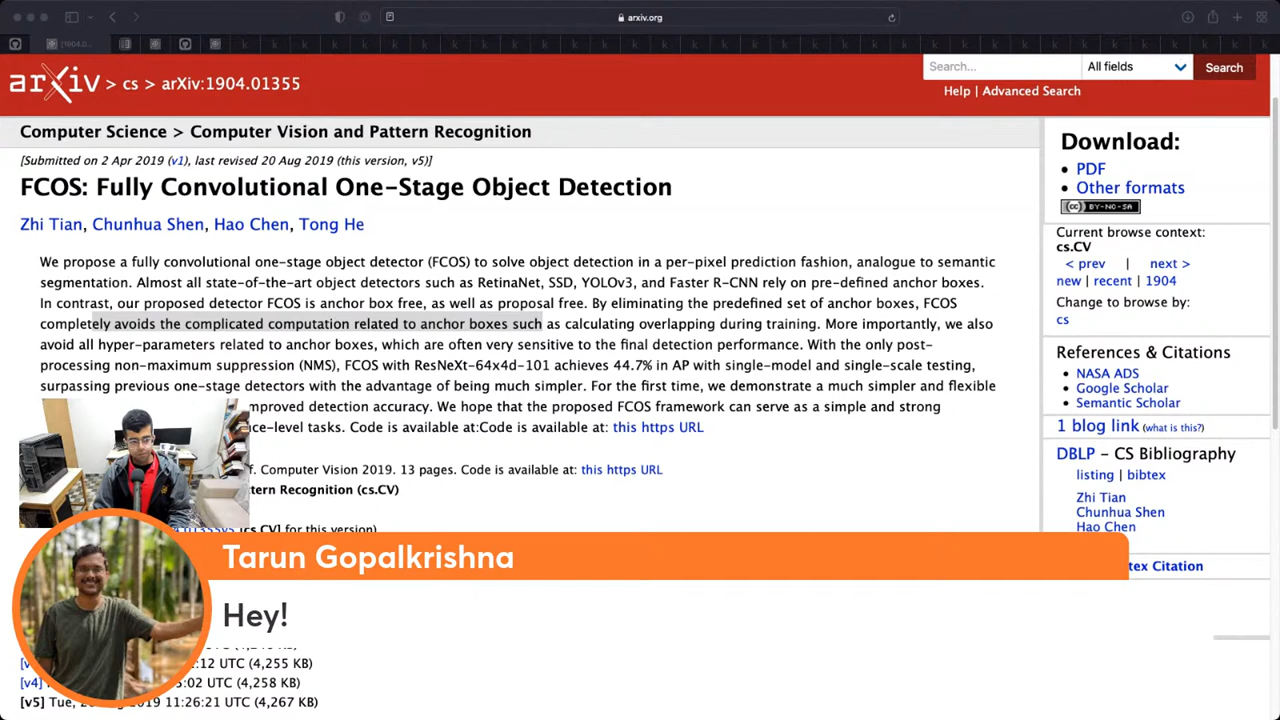 arxiv.org
[1904.0...
arXiv > cs > arXiv:1904.01355
Search...
All fields
Search
Help | Advanced Search
Computer Science > Computer Vision and Pattern Recognition
[Submitted on 2 Apr 2019 (v1), last revised 20 Aug 2019 (this version, v5)]
FCOS: Fully Convolutional One-Stage Object Detection
Zhi Tian, Chunhua Shen, Hao Chen, Tong He
We propose a fully convolutional one-stage object detector (FCOS) to solve object detection in a per-pixel prediction fashion, analogue to semantic
segmentation. Almost all state-of-the-art object detectors such as RetinaNet, SSD, YOLOv3, and Faster R-CNN rely on pre-defined anchor boxes.
In contrast, our proposed detector FCOS is anchor box free, as well as proposal free. By eliminating the predefined set of anchor boxes, FCOS
completely avoids the complicated computation related to anchor boxes such as calculating overlapping during training. More importantly, we also
avoid all hyper-parameters related to anchor boxes, which are often very sensitive to the final detection performance. With the only post-
processing non-maximum suppression (NMS), FCOS with ResNeXt-64x4d-101 achieves 44.7% in AP with single-model and single-scale testing,
surpassing previous one-stage detectors with the advantage of being much simpler. For the first time, we demonstrate a much simpler and flexible
mproved detection accuracy. We hope that the proposed FCOS framework can serve as a simple and strong
ce-level tasks. Code is available at:Code is available at: this https URL
f. Computer Vision 2019. 13 pages. Code is available at: this https URL
tern Recognition (cs.CV)
[cs.CV] for this version)
Download:
• PDF
• Other formats
(cc) BY-NC-SA
Current browse context:
cs.CV
< prev | next >
new | recent | 1904
Change to browse by:
cs
References & Citations
• NASA ADS
• Google Scholar
• Semantic Scholar
1 blog link (what is this?)
DBLP – CS Bibliography
listing | bibtex
Zhi Tian
Chunhua Shen
Hao Chen
tex Citation
Tarun Gopalkrishna
Hey!
:12 UTC (4,255 KB)
[v4] :02 UTC (4,258 KB)
[v5] Tue, 2 2019 11:26:21 UTC (4,267 KB)